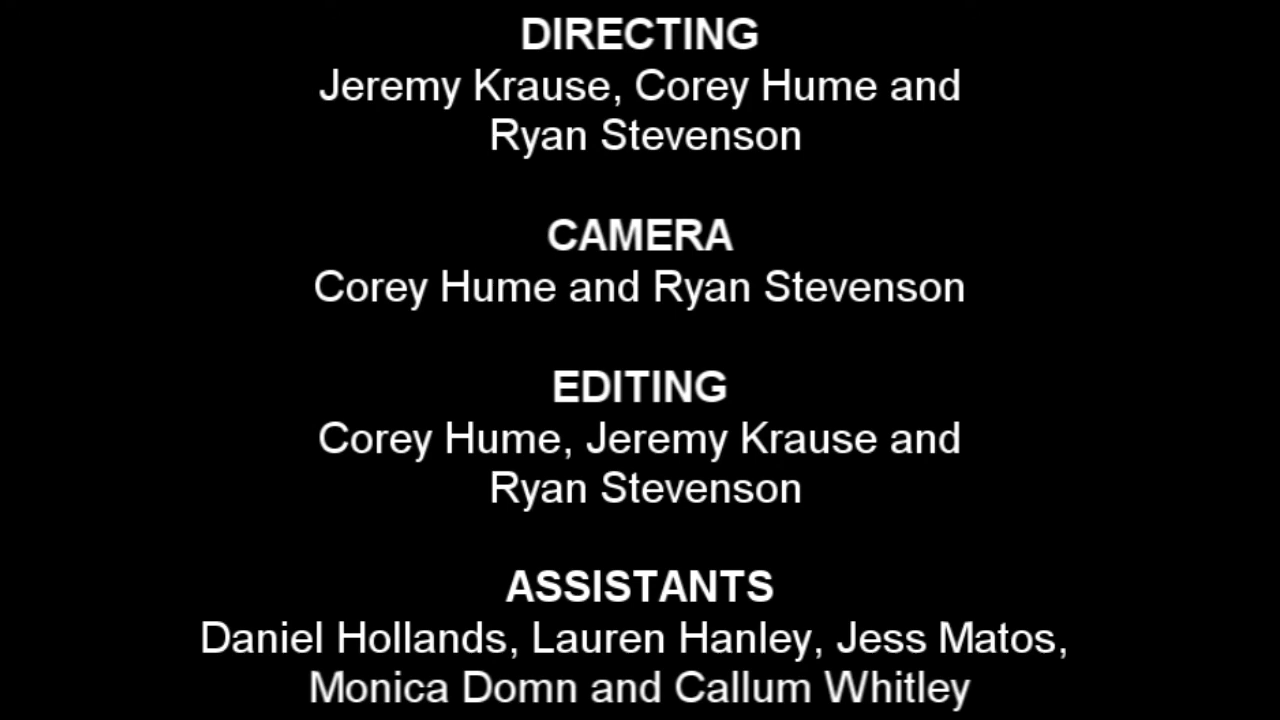 DIRECTING
Jeremy Krause, Corey Hume and
Ryan Stevenson
CAMERA
Corey Hume and Ryan Stevenson
EDITING
Corey Hume, Jeremy Krause and
Ryan Stevenson
ASSISTANTS
Daniel Hollands, Lauren Hanley, Jess Matos,
Monica Domn and Callum Whitley